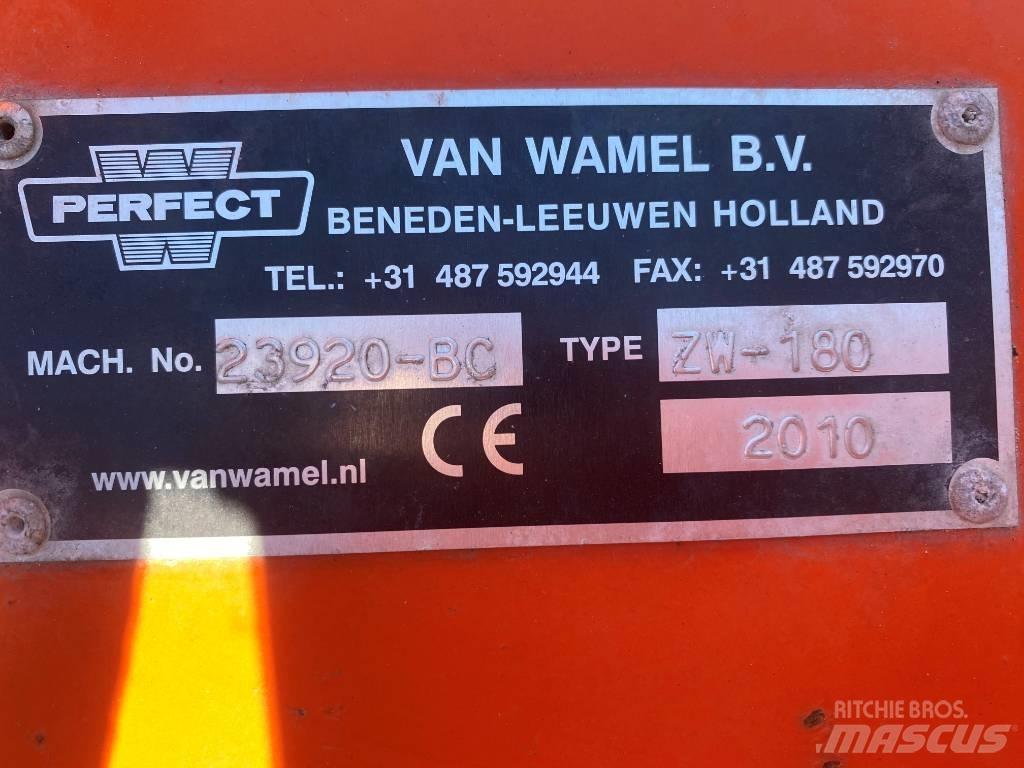 W
PERFECT
W
VAN WAMEL B.V.
BENEDEN-LEEUWEN HOLLAND
TEL.: +31 487 592944 FAX: +31 487 592970
MACH. No. 23920-BC TYPE ZW-180
CE 2010
www.vanwamel.nl
RITCHIE BROS.
MASCUS